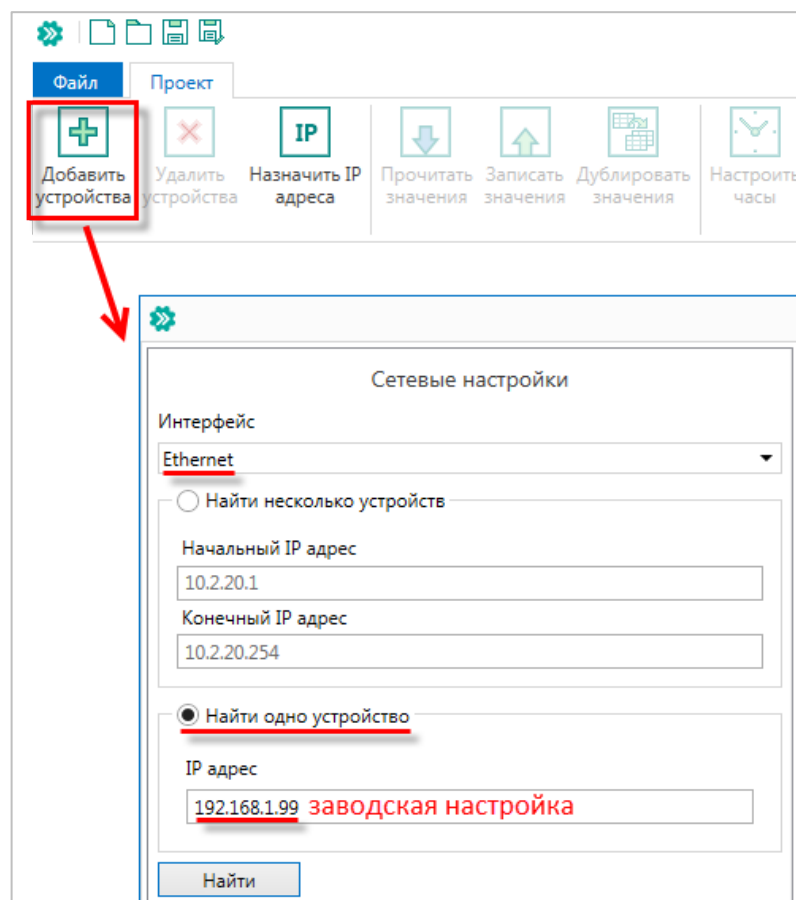 Файл Проект
IP
Добавить Удалить Назначить IP Прочитать Записать Дублировать Настроить
устройства устройства адреса значения значения значения часы
Сетевые настройки
Интерфейс
Ethernet
Найти несколько устройств
Начальный IP адрес
10.2.20.1
Конечный IP адрес
10.2.20.254
Найти одно устройство
IP адрес
192.168.1.99 заводская настройка
Найти